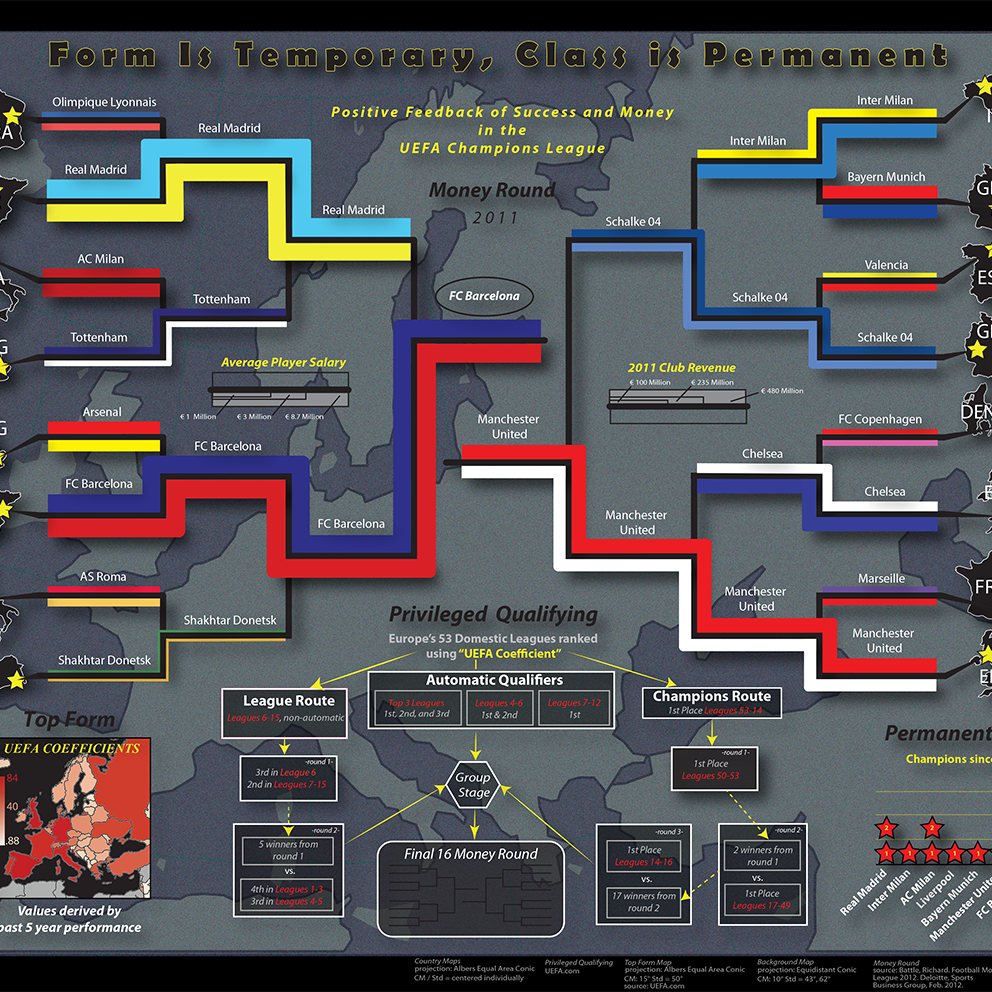 Form Is Temporary, Class is Permanent
Positive Feedback of Success and Money
in the
UEFA Champions League
Money Round
2011
Olimpique Lyonnais
Real Madrid
Real Madrid
Real Madrid
AC Milan
Tottenham
Tottenham
Arsenal
FC Barcelona
FC Barcelona
FC Barcelona
AS Roma
Shakhtar Donetsk
Shakhtar Donetsk
FC Barcelona
Average Player Salary
€ 1 Million
€ 3 Million
€ 8.7 Million
Manchester
United
Schalke 04
2011 Club Revenue
€ 100 Million
€ 235 Million
€ 480 Million
Inter Milan
Inter Milan
Bayern Munich
Valencia
Schalke 04
Schalke 04
FC Copenhagen
Chelsea
Chelsea
Manchester
United
Marseille
Manchester
United
Manchester
United
A
G
G
I
G
ES
G
DEN
E
FR
E
Privileged Qualifying
Europe's 53 Domestic Leagues ranked
using "UEFA Coefficient"
League Route
Leagues 6-15, non-automatic
Automatic Qualifiers
Top 3 Leagues
1st, 2nd, and 3rd
Leagues 4-6
1st & 2nd
Leagues 7-12
1st
Champions Route
1st Place Leagues 53-14
-round 1-
3rd in League 6
2nd in Leagues 7-15
-round 2-
5 winners from
round 1
vs.
4th in Leagues 1-3
3rd in Leagues 4-5
Group
Stage
Final 16 Money Round
-round 1-
1st Place
Leagues 50-53
-round 3-
1st Place
Leagues 14-16
vs.
17 winners from
round 2
-round 2-
2 winners from
round 1
vs.
1st Place
Leagues 17-49
Top Form
UEFA COEFFICIENTS
84
40
.88
Values derived by
past 5 year performance
Permanent
Champions sinc
2
2
1
1
1
1
1
Real Madrid
Inter Milan
AC Milan
Liverpool
Bayern Munich
Manchester Unite
FC B
Country Maps
projection: Albers Equal Area Conic
CM / Std = centered individually
Privileged Qualifying
UEFA.com
Top Form Map
projection: Albers Equal Area Conic
CM: 15° Std = 50°
source: UEFA.com
Background Map
projection: Equidistant Conic
CM: 10° Std = 43°, 62°
Money Round
source: Battle, Richard. Football Mo
League 2012. Deloitte, Sports
Business Group, Feb. 2012.